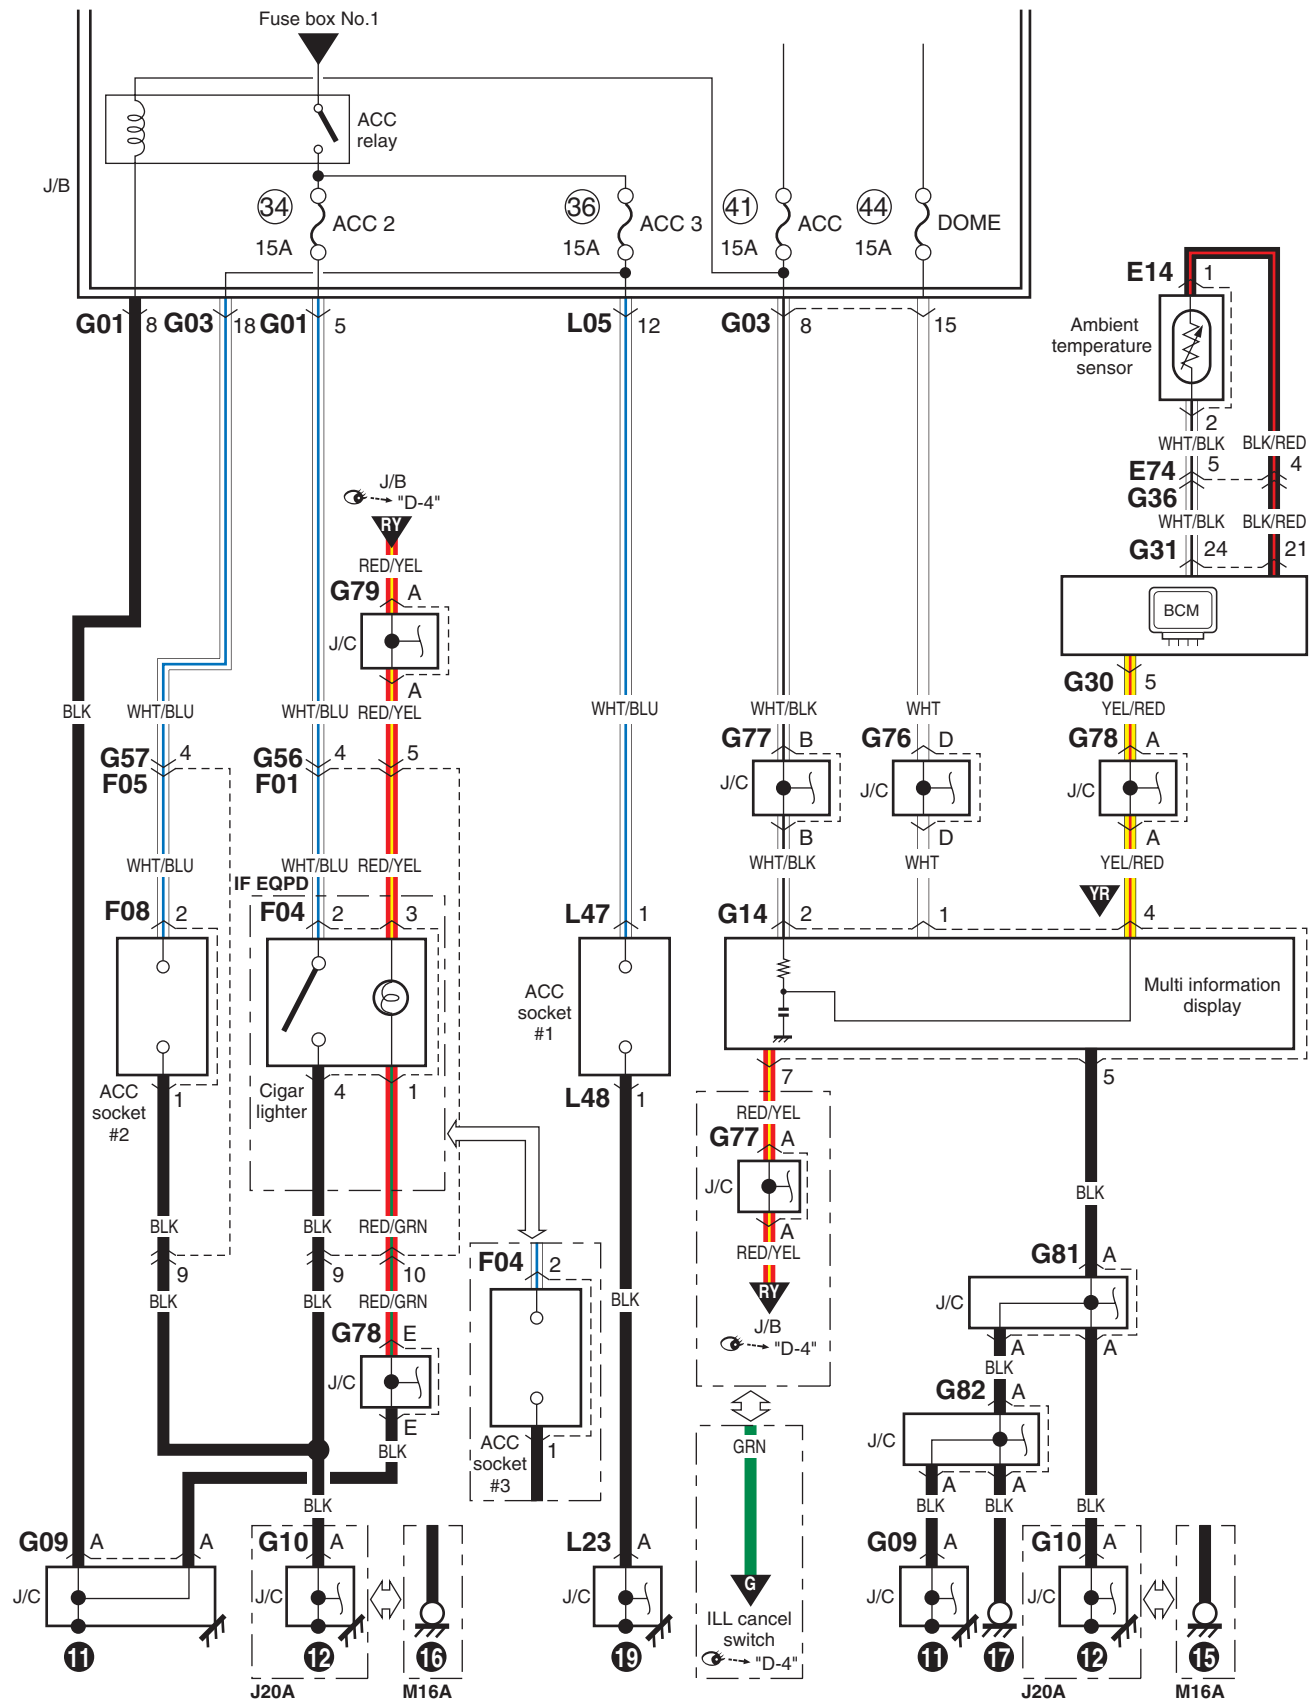 Fuse box No.1
ACC
relay
J/B
34
ACC 2
15A
36
ACC 3
15A
41
ACC
15A
44
DOME
15A
G01 8
G03 18
G01 5
L05 12
G03 8
15
E14 1
Ambient
temperature
sensor
2
WHT/BLK BLK/RED
E74 5 4
G36
WHT/BLK BLK/RED
G31 24 21
BCM
G30 5
J/B
"D-4"
RY
RED/YEL
G79 A
J/C
A
BLK WHT/BLU WHT/BLU RED/YEL WHT/BLU WHT/BLK WHT YEL/RED
G57 4
F05
G56 4 5
F01
G77 B
J/C
B
G76 D
J/C
D
G78 A
J/C
A
WHT/BLU WHT/BLU RED/YEL WHT/BLK WHT YEL/RED
IF EQPD
YR
F08 2
F04 2 3
L47 1
G14 2 1 4
ACC
socket
#1
Multi information
display
ACC
socket
#2
1
Cigar
lighter
4 1
L48 1
7
5
RED/YEL
G77 A
J/C
A
RED/YEL
RY
J/B
"D-4"
BLK
BLK BLK RED/GRN
9 9 10
BLK BLK RED/GRN
F04 2
BLK
G81 A
J/C
A A
BLK
G78 E
J/C
E
BLK
G82 A
J/C
A A
ACC
socket
#3
1
GRN
BLK
BLK BLK
G09 A A
J/C
11
G10 A
J/C
12
J20A
16
M16A
L23 A
J/C
19
G
ILL cancel
switch
"D-4"
G09 A
J/C
11
17
G10 A
J/C
12
J20A
15
M16A